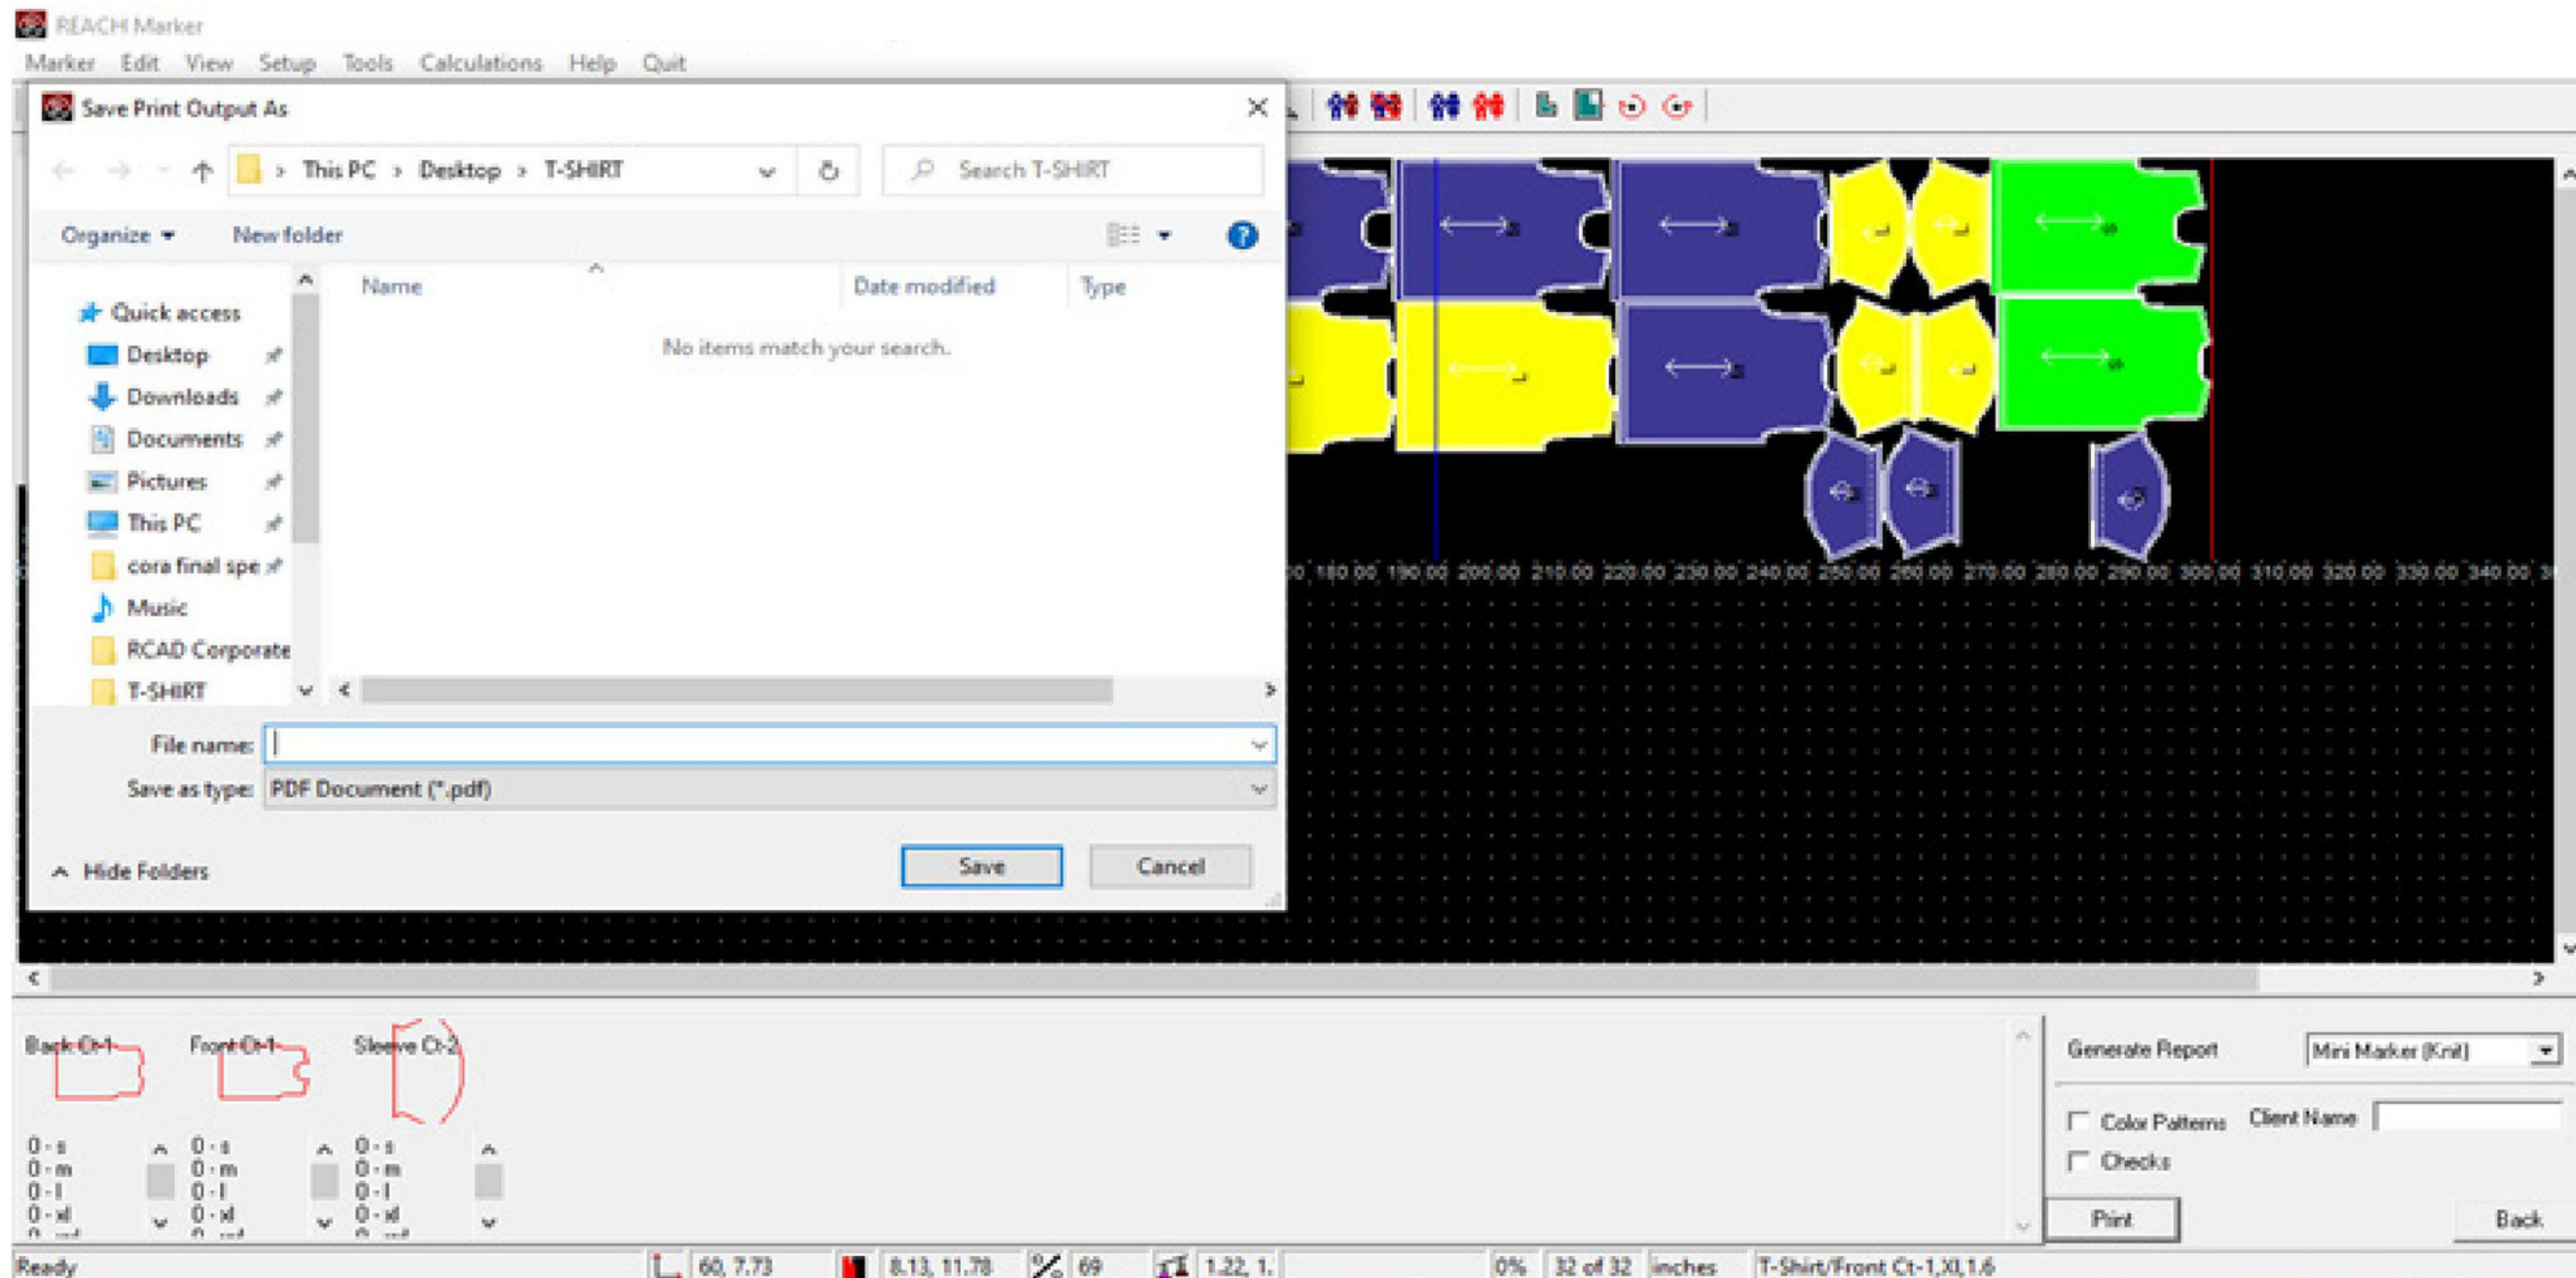 REACH Marker
Marker Edit View Setup Tools Calculations Help Quit
Save Print Output As
This PC > Desktop > T-SHIRT
Search T-SHIRT
Organize New folder
Name Date modified Type
No items match your search.
Quick access
Desktop
Downloads
Documents
Pictures
This PC
cora final spe
Music
RCAD Corporate
T-SHIRT
File name:
Save as type: PDF Document (*.pdf)
Hide Folders
Save Cancel
180.00 190.00 200.00 210.00 220.00 230.00 240.00 250.00 260.00 270.00 280.00 290.00 300.00 310.00 320.00 330.00 340.00
Back Ct-1 Front Ct-1 Sleeve Ct-2
0 - s 0 - s 0 - s
0 - m 0 - m 0 - m
0 - l 0 - l 0 - l
0 - xl 0 - xl 0 - xl
Generate Report Mini Marker (Knit)
Color Patterns Client Name
Checks
Print Back
Ready 60, 7.73 8.13, 11.78 69 1.22, 1. 0% 32 of 32 inches T-Shirt/Front Ct-1,Xl,1.6